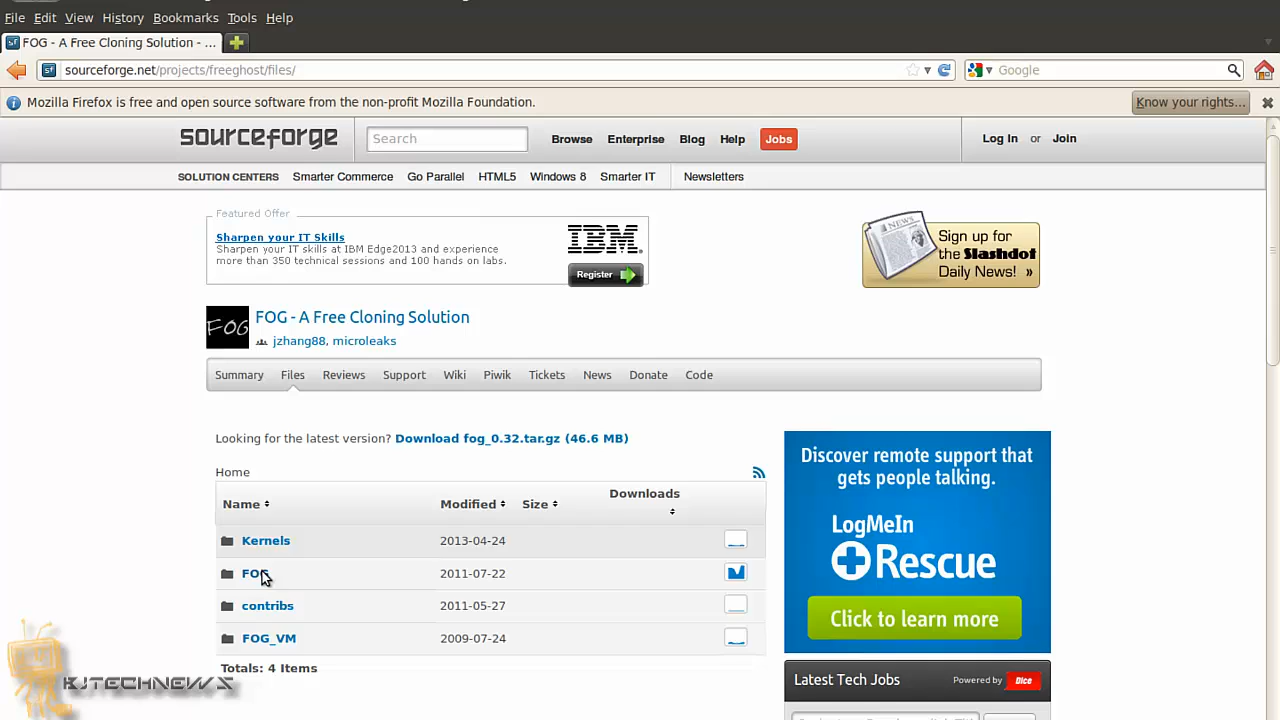 File Edit View History Bookmarks Tools Help
FOG - A Free Cloning Solution - ...
sourceforge.net/projects/freeghost/files/
Google
Mozilla Firefox is free and open source software from the non-profit Mozilla Foundation.
Know your rights...
sourceforge
Search
Browse Enterprise Blog Help Jobs
Log In or Join
SOLUTION CENTERS Smarter Commerce Go Parallel HTML5 Windows 8 Smarter IT Newsletters
Featured Offer
Sharpen your IT Skills
Sharpen your IT skills at IBM Edge2013 and experience
more than 350 technical sessions and 100 hands on labs.
IBM.
Register
NEWS
Sign up for
the Slashdot
Daily News! »
FOG
FOG - A Free Cloning Solution
jzhang88, microleaks
Summary Files Reviews Support Wiki Piwik Tickets News Donate Code
Looking for the latest version? Download fog_0.32.tar.gz (46.6 MB)
Home
Name Modified Size Downloads
Kernels 2013-04-24
FOG 2011-07-22
contribs 2011-05-27
FOG_VM 2009-07-24
Totals: 4 Items
Discover remote support that
gets people talking.
LogMeIn
Rescue
Click to learn more
Latest Tech Jobs Powered by Dice
BJTECHNEWS